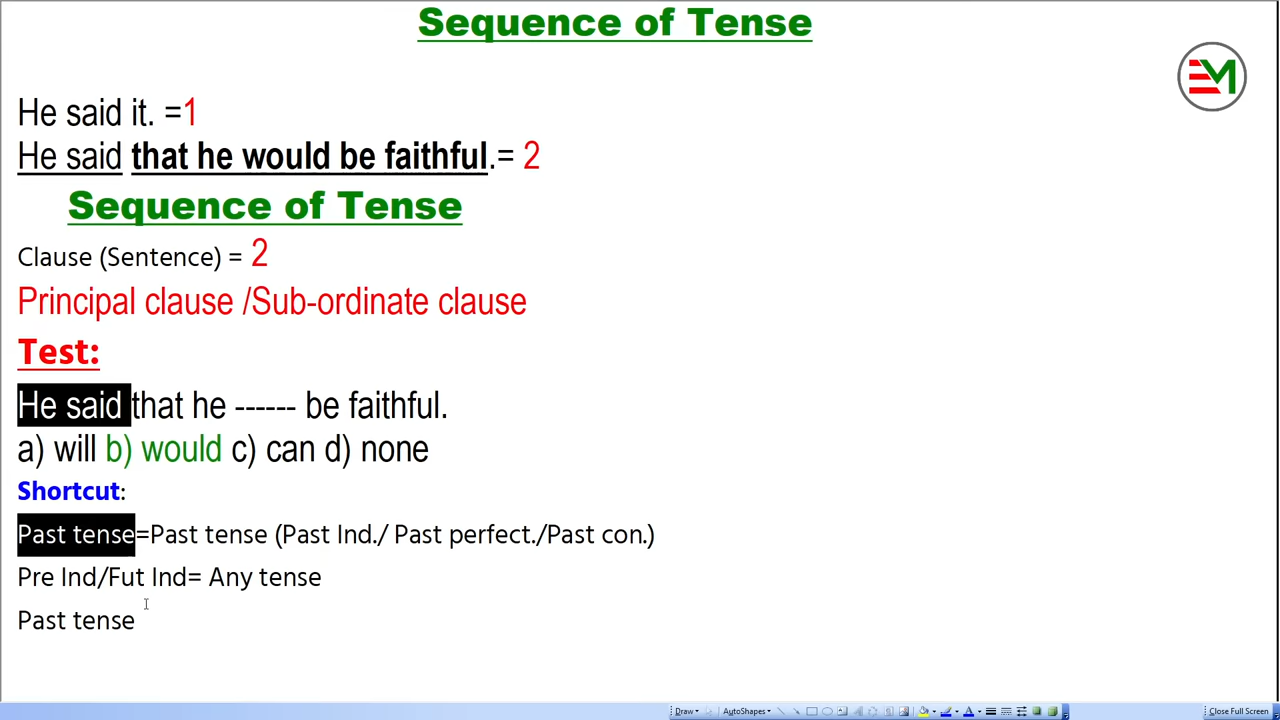 Sequence of Tense
EM
He said it. =1
He said that he would be faithful.= 2
Sequence of Tense
Clause (Sentence) = 2
Principal clause /Sub-ordinate clause
Test:
He said that he ------ be faithful.
a) will b) would c) can d) none
Shortcut:
Past tense=Past tense (Past Ind./ Past perfect./Past con.)
Pre Ind/Fut Ind= Any tense
Past tense
Draw AutoShapes Close Full Screen